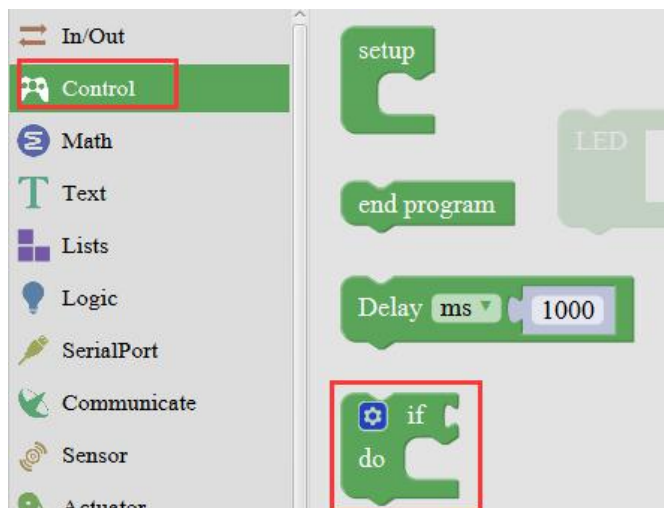 In/Out
Control
Math
Text
Lists
Logic
SerialPort
Communicate
Sensor
Actuator
setup
end program
Delay ms 1000
if
do
LED